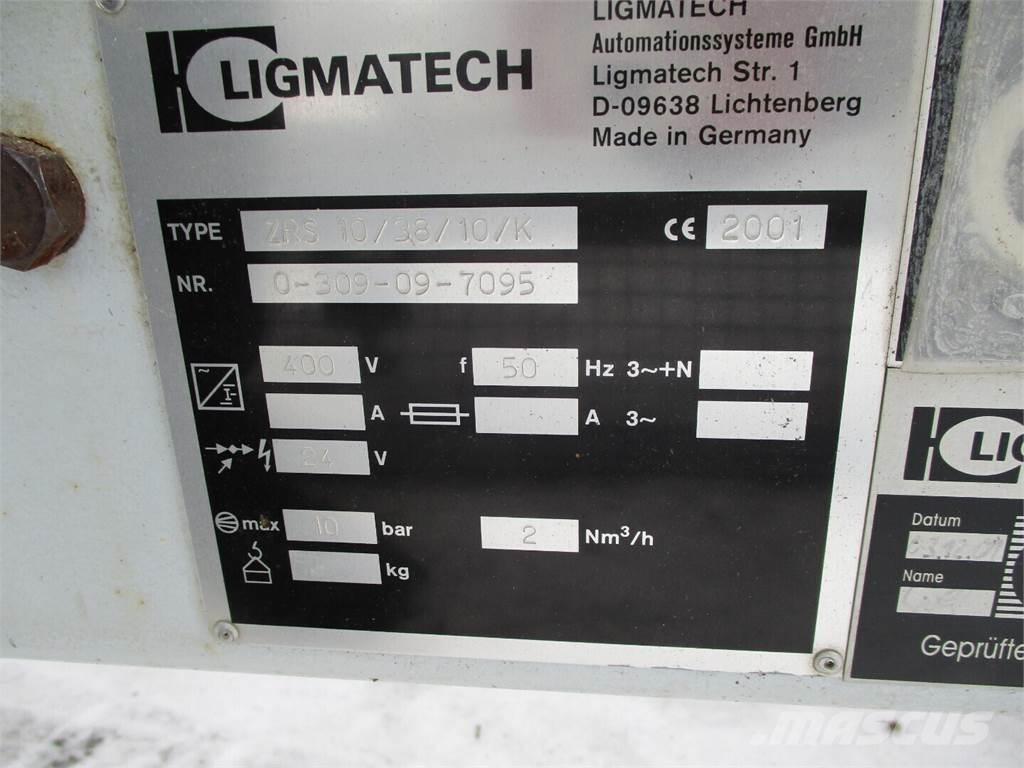 LIGMATECH
LIGMATECH
Automationssysteme GmbH
Ligmatech Str. 1
D-09638 Lichtenberg
Made in Germany
TYPE ZRS 10/38/10/K CE 2001
NR. 0-309-09-7095
400 V f 50 Hz 3~+N
A A 3~
24 V
max 10 bar 2 Nm³/h
kg
LIG
Datum
Name
Geprüfte
MASCUS